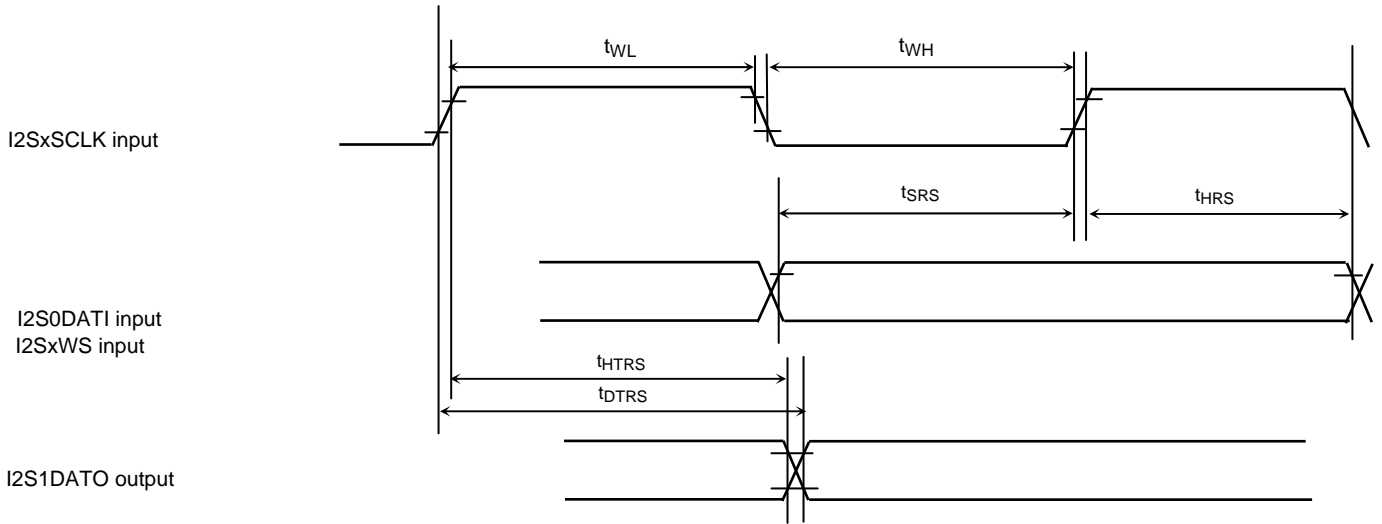 tWL
tWH
I2SxSCLK input
tSRS
tHRS
I2S0DATI input
I2SxWS input
tHTRS
tDTRS
I2S1DATO output